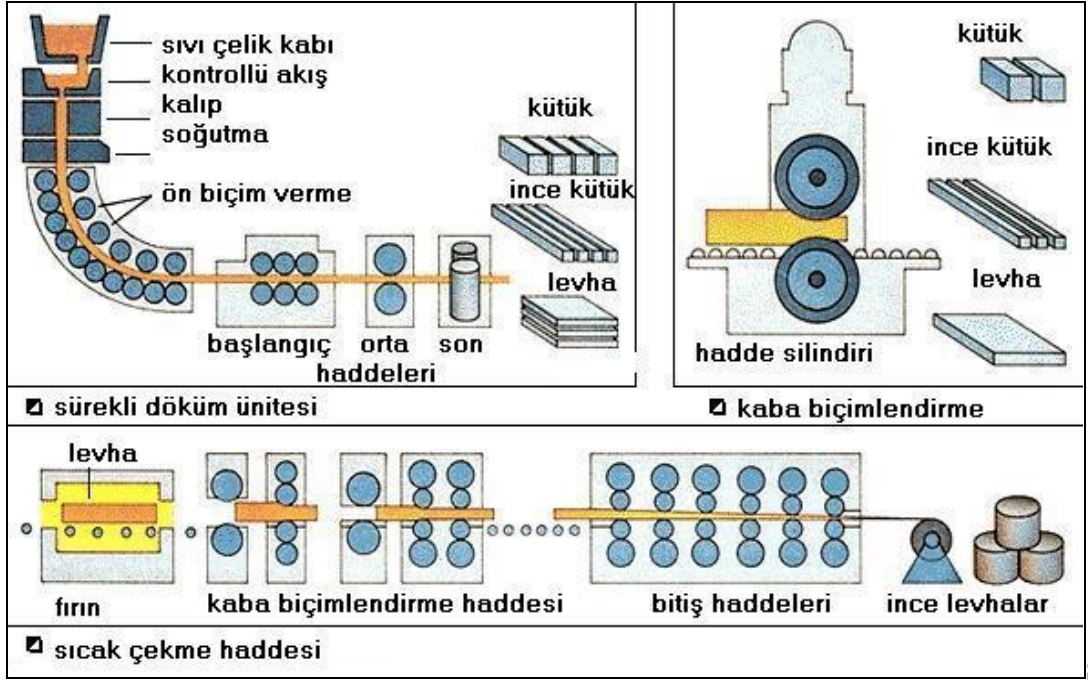 sıvı çelik kabı
kontrollü akış
kalıp
soğutma
ön biçim verme
kütük
ince kütük
levha
başlangıç orta son
haddeleri
sürekli döküm ünitesi
kütük
ince kütük
levha
hadde silindiri
kaba biçimlendirme
levha
fırın
kaba biçimlendirme haddesi
bitiş haddeleri
ince levhalar
sıcak çekme haddesi